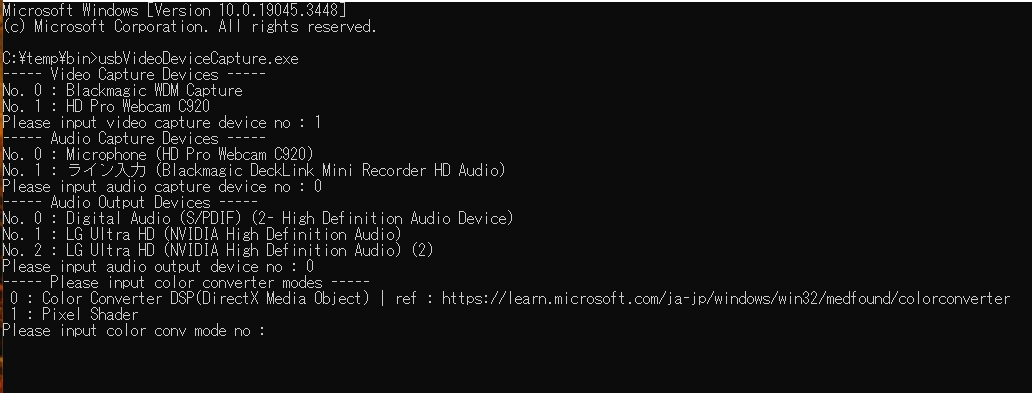 Microsoft Windows [Version 10.0.19045.3448]
(c) Microsoft Corporation. All rights reserved.
C:¥temp¥bin>usbVideoDeviceCapture.exe
----- Video Capture Devices -----
No. 0 : Blackmagic WDM Capture
No. 1 : HD Pro Webcam C920
Please input video capture device no : 1
----- Audio Capture Devices -----
No. 0 : Microphone (HD Pro Webcam C920)
No. 1 : ライン入力 (Blackmagic DeckLink Mini Recorder HD Audio)
Please input audio capture device no : 0
----- Audio Output Devices -----
No. 0 : Digital Audio (S/PDIF) (2- High Definition Audio Device)
No. 1 : LG Ultra HD (NVIDIA High Definition Audio)
No. 2 : LG Ultra HD (NVIDIA High Definition Audio) (2)
Please input audio output device no : 0
----- Please input color converter modes -----
0 : Color Converter DSP(DirectX Media Object) | ref : https://learn.microsoft.com/ja-jp/windows/win32/medfound/colorconverter
1 : Pixel Shader
Please input color conv mode no :